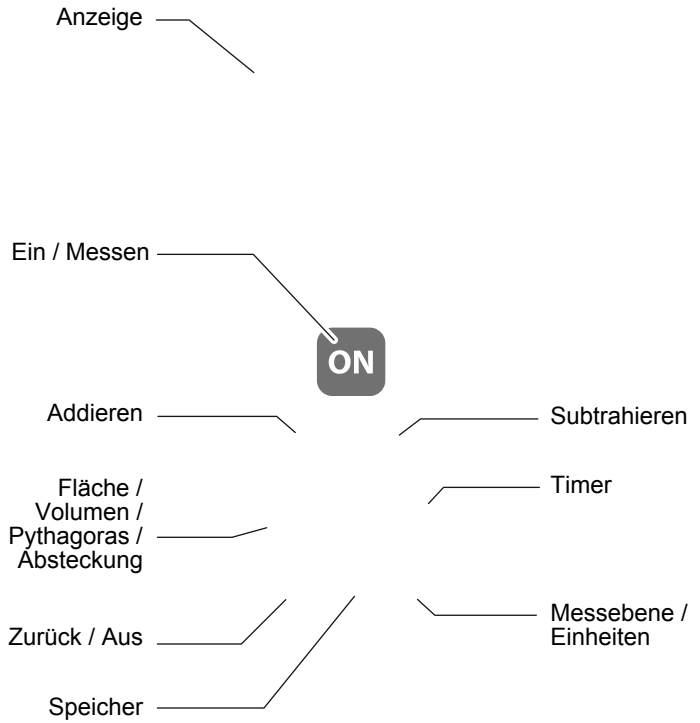 Anzeige
Ein / Messen
ON
Addieren
Subtrahieren
Fläche /
Volumen /
Pythagoras /
Absteckung
Timer
Zurück / Aus
Messebene /
Einheiten
Speicher